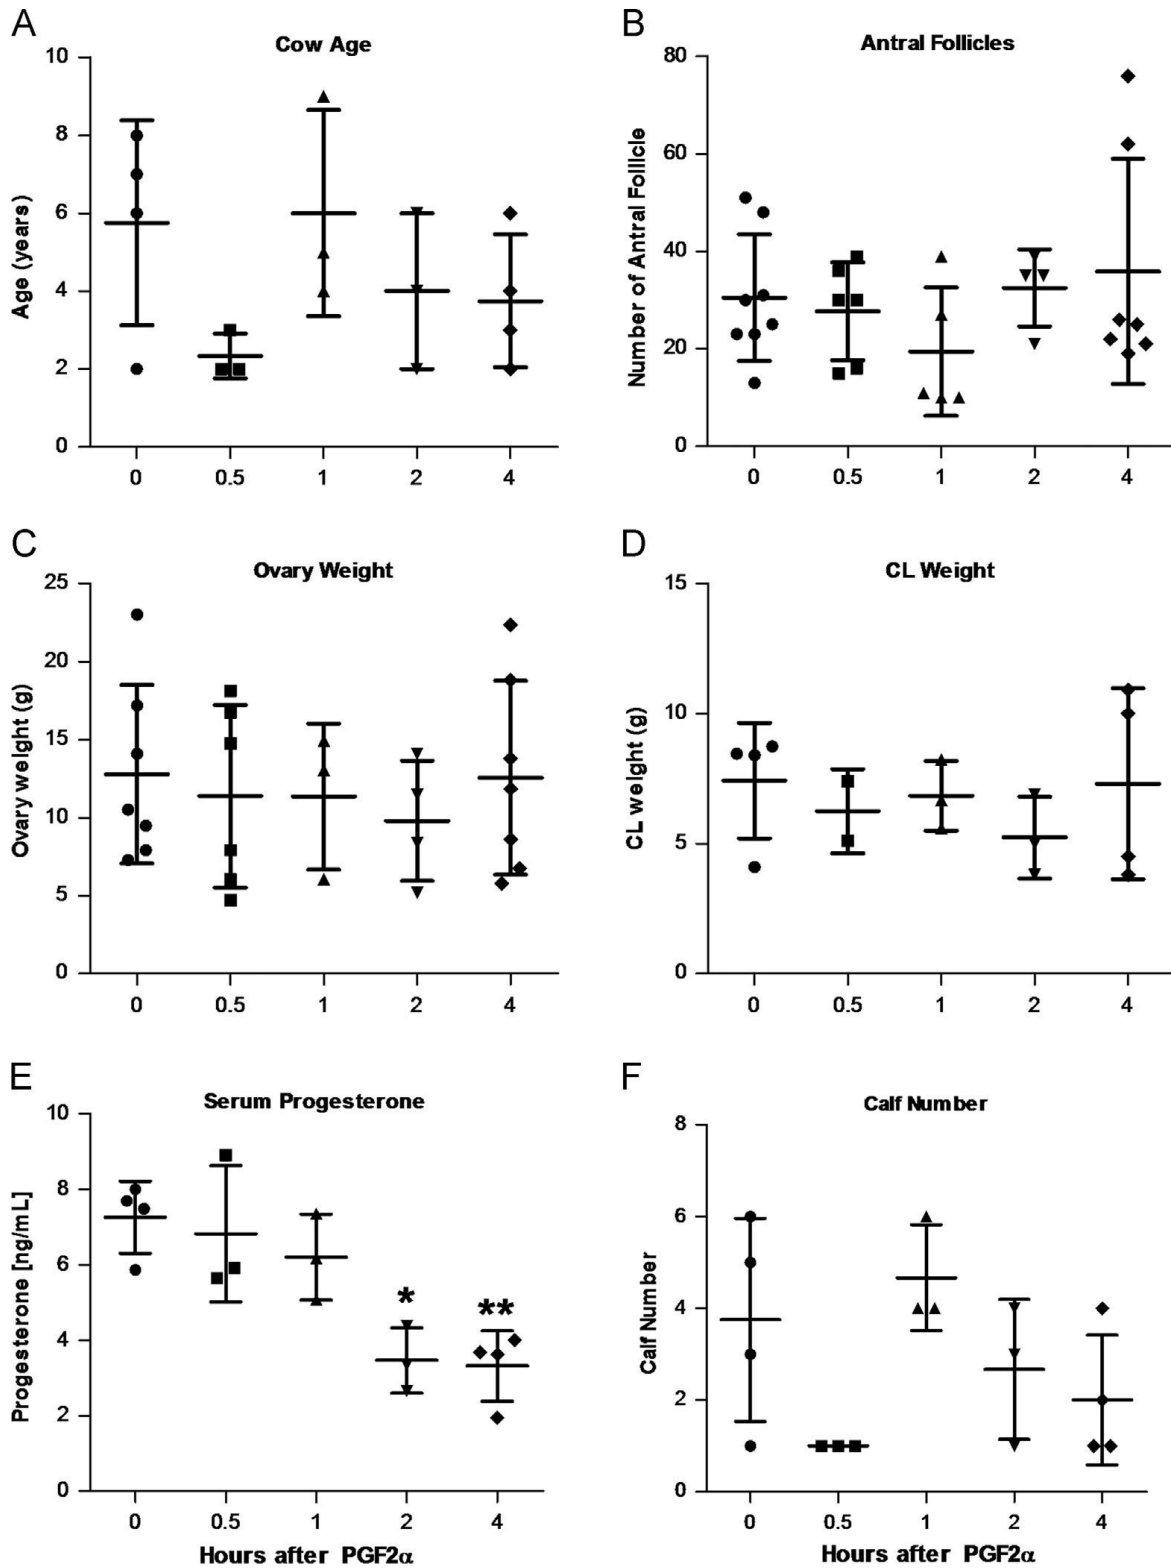 A
Cow Age
Age (years)
10
8
6
4
2
0
0 0.5 1 2 4
B
Antral Follicles
Number of Antral Follicle
80
60
40
20
0
0 0.5 1 2 4
C
Ovary Weight
Ovary weight (g)
25
20
15
10
5
0
0 0.5 1 2 4
D
CL Weight
CL weight (g)
15
10
5
0
0 0.5 1 2 4
E
Serum Progesterone
Progesterone [ng/mL]
10
8
6
4
2
0
*
**
0 0.5 1 2 4
Hours after PGF2α
F
Calf Number
Calf Number
8
6
4
2
0
0 0.5 1 2 4
Hours after PGF2α